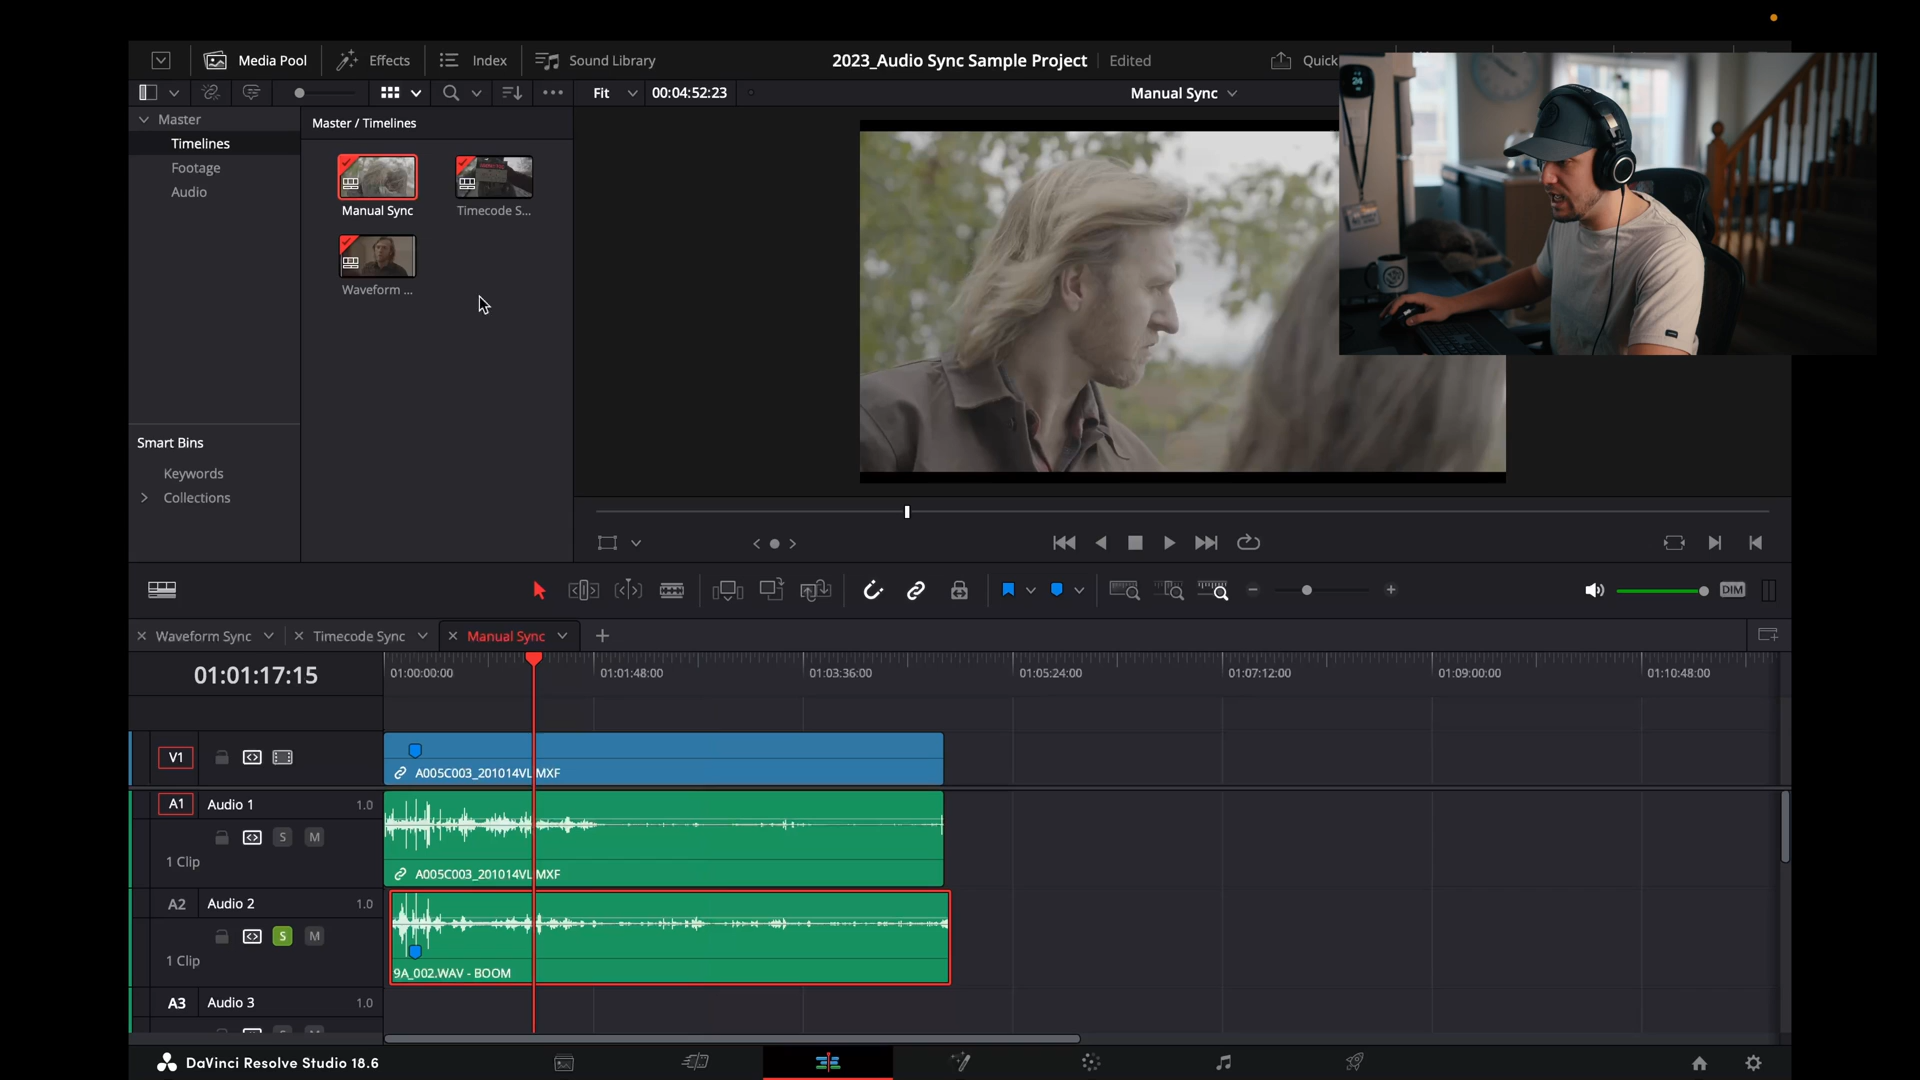 Media Pool
Effects
Index
Sound Library
2023_Audio Sync Sample Project
Edited
Quick
Fit
00:04:52:23
Manual Sync
Master
Master / Timelines
Timelines
Footage
Audio
Manual Sync
Timecode S...
Waveform ...
24
Smart Bins
Keywords
Collections
DIM
Waveform Sync
Timecode Sync
Manual Sync
01:01:17:15
01:00:00:00
01:01:48:00
01:03:36:00
01:05:24:00
01:07:12:00
01:09:00:00
01:10:48:00
V1
A005C003_201014VL.MXF
A1
Audio 1
1.0
S
M
1 Clip
A005C003_201014VL.MXF
A2
Audio 2
1.0
S
M
1 Clip
9A_002.WAV - BOOM
A3
Audio 3
1.0
DaVinci Resolve Studio 18.6